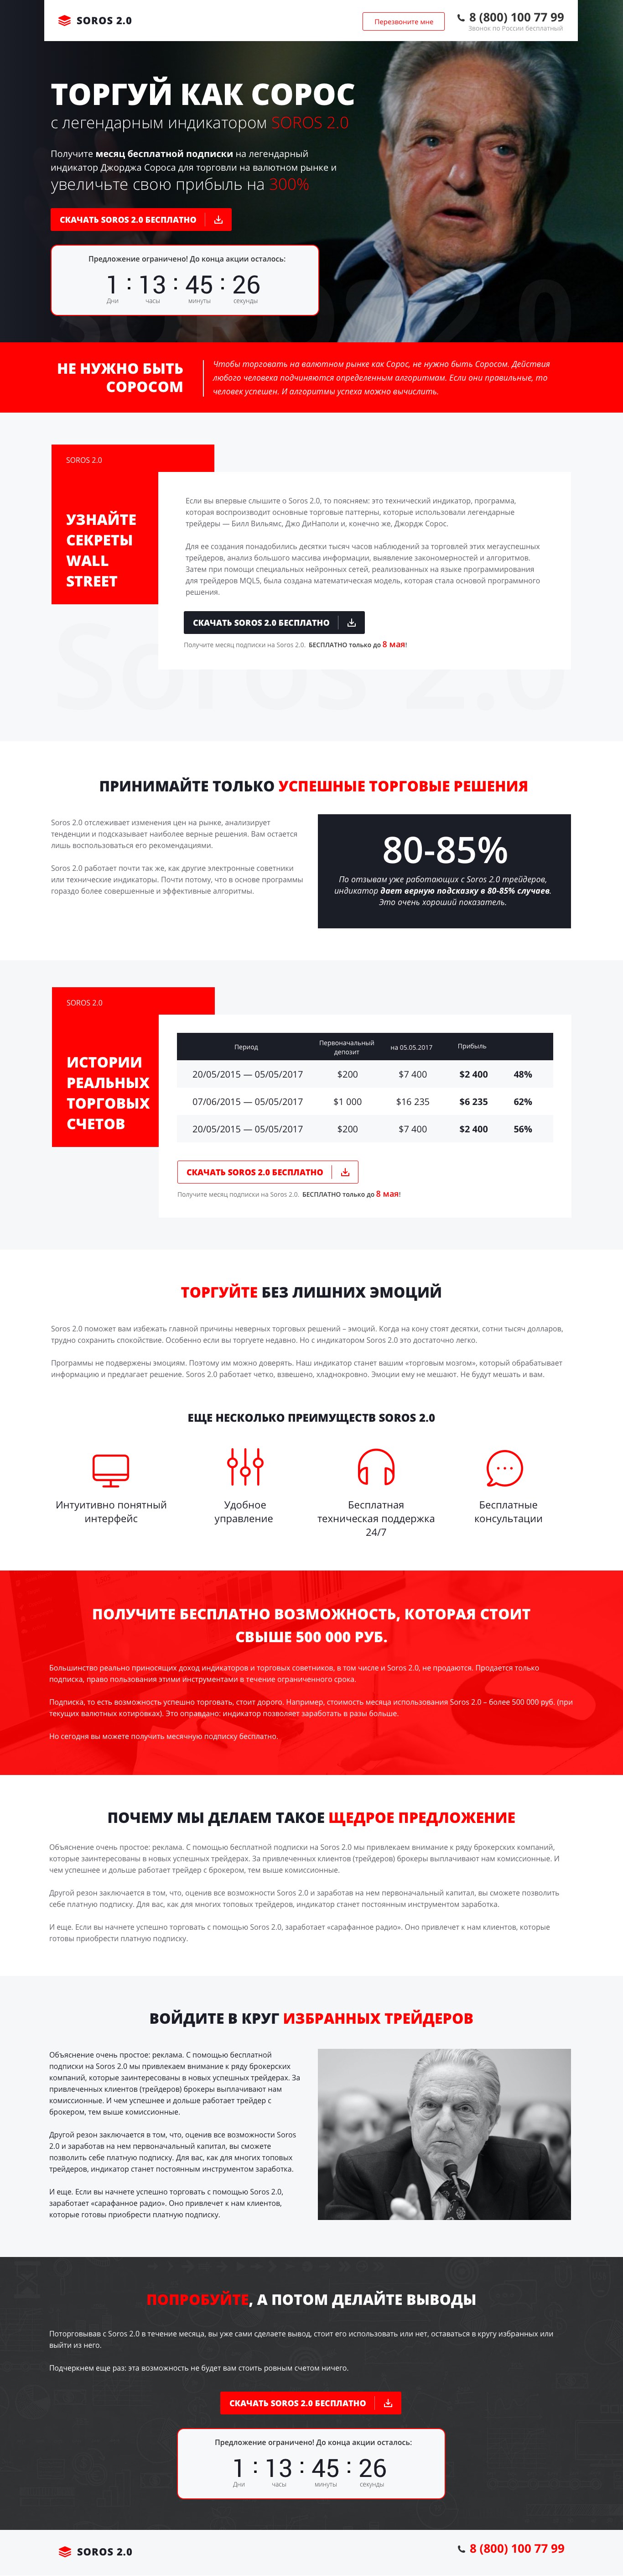 SOROS 2.0
Перезвоните мне
8 (800) 100 77 99
Звонок по России бесплатный
ТОРГУЙ КАК СОРОС
с легендарным индикатором SOROS 2.0
Получите месяц бесплатной подписки на легендарный
индикатор Джорджа Сороса для торговли на валютном рынке и
увеличьте свою прибыль на 300%
СКАЧАТЬ SOROS 2.0 БЕСПЛАТНО
Предложение ограничено! До конца акции осталось:
1 : 13 : 45 : 26
Дни часы минуты секунды
SOROS 2.0
НЕ НУЖНО БЫТЬ
СОРОСОМ
Чтобы торговать на валютном рынке как Сорос, не нужно быть Соросом. Действия
любого человека подчиняются определенным алгоритмам. Если они правильные, то
человек успешен. И алгоритмы успеха можно вычислить.
SOROS 2.0
УЗНАЙТЕ
СЕКРЕТЫ
WALL
STREET
Если вы впервые слышите о Soros 2.0, то поясняем: это технический индикатор, программа,
которая воспроизводит основные торговые паттерны, которые использовали легендарные
трейдеры — Билл Вильямс, Джо ДиНаполи и, конечно же, Джордж Сорос.
Для ее создания понадобились десятки тысяч часов наблюдений за торговлей этих мегауспешных
трейдеров, анализ большого массива информации, выявление закономерностей и алгоритмов.
Затем при помощи специальных нейронных сетей, реализованных на языке программирования
для трейдеров MQL5, была создана математическая модель, которая стала основой программного
решения.
СКАЧАТЬ SOROS 2.0 БЕСПЛАТНО
Получите месяц подписки на Soros 2.0. БЕСПЛАТНО только до 8 мая!
Soros 2.0
ПРИНИМАЙТЕ ТОЛЬКО УСПЕШНЫЕ ТОРГОВЫЕ РЕШЕНИЯ
Soros 2.0 отслеживает изменения цен на рынке, анализирует
тенденции и подсказывает наиболее верные решения. Вам остается
лишь воспользоваться его рекомендациями.
Soros 2.0 работает почти так же, как другие электронные советники
или технические индикаторы. Почти потому, что в основе программы
гораздо более совершенные и эффективные алгоритмы.
80-85%
По отзывам уже работающих с Soros 2.0 трейдеров,
индикатор дает верную подсказку в 80-85% случаев.
Это очень хороший показатель.
SOROS 2.0
ИСТОРИИ
РЕАЛЬНЫХ
ТОРГОВЫХ
СЧЕТОВ
Период Первоначальный депозит на 05.05.2017 Прибыль
20/05/2015 — 05/05/2017 $200 $7 400 $2 400 48%
07/06/2015 — 05/05/2017 $1 000 $16 235 $6 235 62%
20/05/2015 — 05/05/2017 $200 $7 400 $2 400 56%
СКАЧАТЬ SOROS 2.0 БЕСПЛАТНО
Получите месяц подписки на Soros 2.0. БЕСПЛАТНО только до 8 мая!
ТОРГУЙТЕ БЕЗ ЛИШНИХ ЭМОЦИЙ
Soros 2.0 поможет вам избежать главной причины неверных торговых решений – эмоций. Когда на кону стоят десятки, сотни тысяч долларов,
трудно сохранить спокойствие. Особенно если вы торгуете недавно. Но с индикатором Soros 2.0 это достаточно легко.
Программы не подвержены эмоциям. Поэтому им можно доверять. Наш индикатор станет вашим «торговым мозгом», который обрабатывает
информацию и предлагает решение. Soros 2.0 работает четко, взвешено, хладнокровно. Эмоции ему не мешают. Не будут мешать и вам.
ЕЩЕ НЕСКОЛЬКО ПРЕИМУЩЕСТВ SOROS 2.0
Интуитивно понятный
интерфейс
Удобное
управление
Бесплатная
техническая поддержка
24/7
Бесплатные
консультации
ПОЛУЧИТЕ БЕСПЛАТНО ВОЗМОЖНОСТЬ, КОТОРАЯ СТОИТ
СВЫШЕ 500 000 РУБ.
Большинство реально приносящих доход индикаторов и торговых советников, в том числе и Soros 2.0, не продаются. Продается только
подписка, право пользования этими инструментами в течение ограниченного срока.
Подписка, то есть возможность успешно торговать, стоит дорого. Например, стоимость месяца использования Soros 2.0 – более 500 000 руб. (при
текущих валютных котировках). Это оправдано: индикатор позволяет заработать в разы больше.
Но сегодня вы можете получить месячную подписку бесплатно.
ПОЧЕМУ МЫ ДЕЛАЕМ ТАКОЕ ЩЕДРОЕ ПРЕДЛОЖЕНИЕ
Объяснение очень простое: реклама. С помощью бесплатной подписки на Soros 2.0 мы привлекаем внимание к ряду брокерских компаний,
которые заинтересованы в новых успешных трейдерах. За привлеченных клиентов (трейдеров) брокеры выплачивают нам комиссионные. И
чем успешнее и дольше работает трейдер с брокером, тем выше комиссионные.
Другой резон заключается в том, что, оценив все возможности Soros 2.0 и заработав на нем первоначальный капитал, вы сможете позволить
себе платную подписку. Для вас, как для многих топовых трейдеров, индикатор станет постоянным инструментом заработка.
И еще. Если вы начнете успешно торговать с помощью Soros 2.0, заработает «сарафанное радио». Оно привлечет к нам клиентов, которые
готовы приобрести платную подписку.
ВОЙДИТЕ В КРУГ ИЗБРАННЫХ ТРЕЙДЕРОВ
Объяснение очень простое: реклама. С помощью бесплатной
подписки на Soros 2.0 мы привлекаем внимание к ряду брокерских
компаний, которые заинтересованы в новых успешных трейдерах. За
привлеченных клиентов (трейдеров) брокеры выплачивают нам
комиссионные. И чем успешнее и дольше работает трейдер с
брокером, тем выше комиссионные.
Другой резон заключается в том, что, оценив все возможности Soros
2.0 и заработав на нем первоначальный капитал, вы сможете
позволить себе платную подписку. Для вас, как для многих топовых
трейдеров, индикатор станет постоянным инструментом заработка.
И еще. Если вы начнете успешно торговать с помощью Soros 2.0,
заработает «сарафанное радио». Оно привлечет к нам клиентов,
которые готовы приобрести платную подписку.
ПОПРОБУЙТЕ, А ПОТОМ ДЕЛАЙТЕ ВЫВОДЫ
Поторговывав с Soros 2.0 в течение месяца, вы уже сами сделаете вывод, стоит его использовать или нет, оставаться в кругу избранных или
выйти из него.
Подчеркнем еще раз: эта возможность не будет вам стоить ровным счетом ничего.
СКАЧАТЬ SOROS 2.0 БЕСПЛАТНО
Предложение ограничено! До конца акции осталось:
1 : 13 : 45 : 26
Дни часы минуты секунды
SOROS 2.0
8 (800) 100 77 99